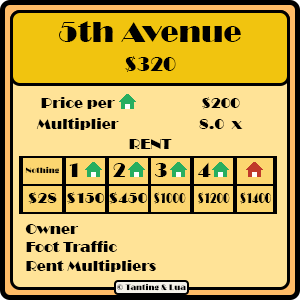 5th Avenue
$320
Price per $200
Multiplier 8.0 x
RENT
Nothing 1 2 3 4
$28 $150 $450 $1000 $1200 $1400
Owner
Foot Traffic
Rent Multipliers
© Tanting & Lua